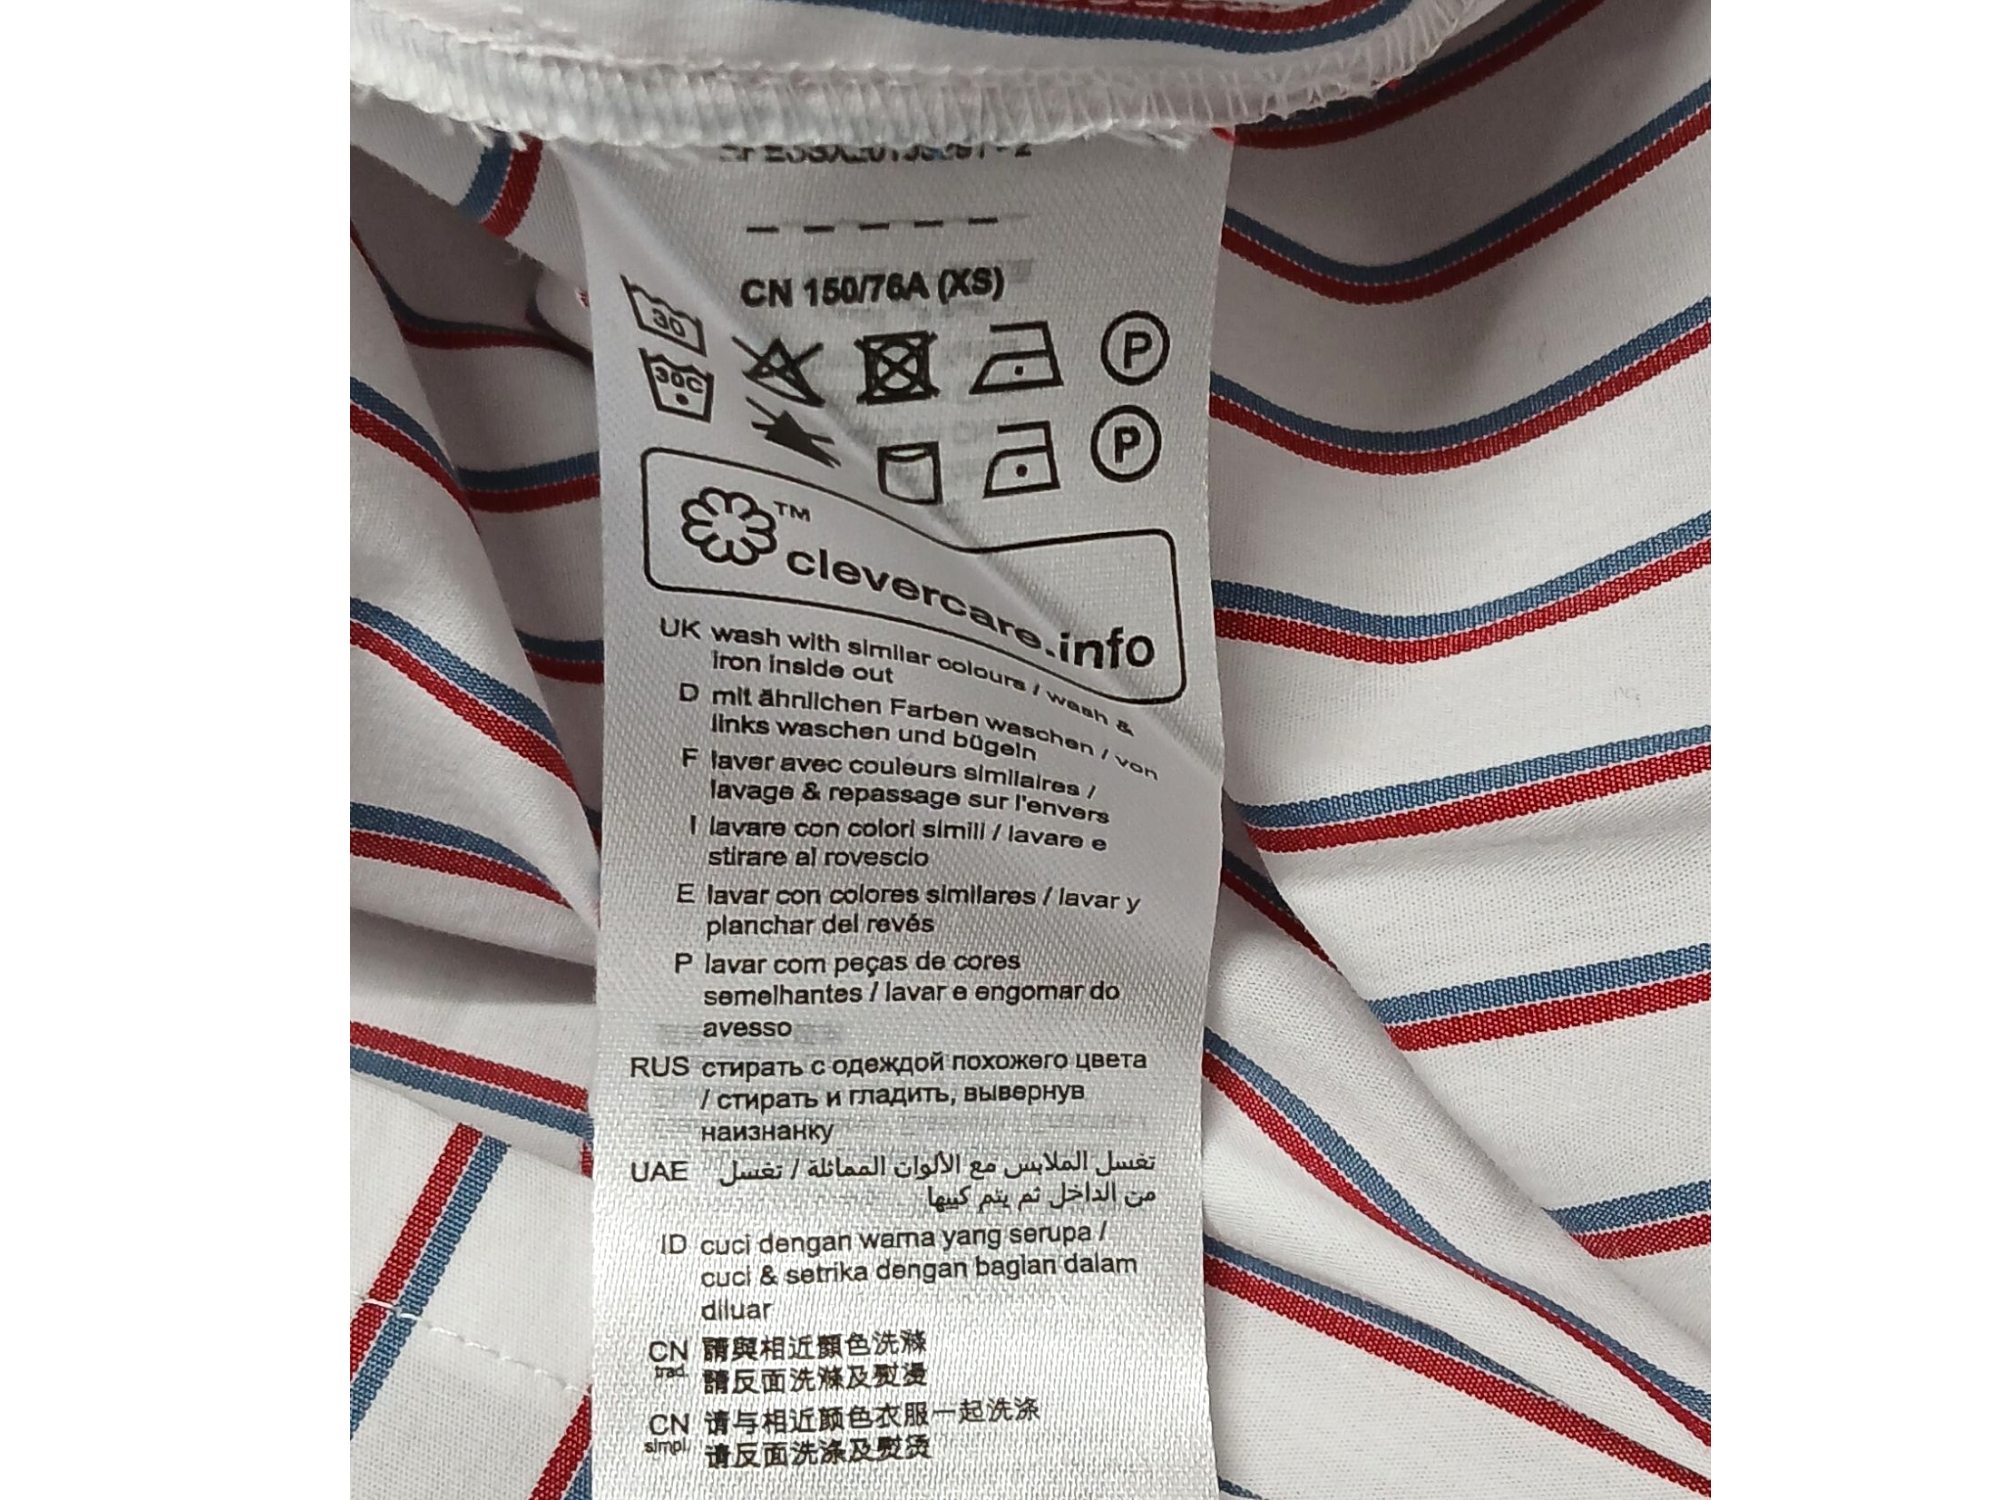 CN 150/76A (XS)
30
P
30C
P
TM
clevercare.info
UK wash with similar colours / wash &
iron inside out
D mit ähnlichen Farben waschen / von
links waschen und bügeln
F laver avec couleurs similaires /
lavage & repassage sur l'envers
I lavare con colori simili / lavare e
stirare al rovescio
E lavar con colores similares / lavar y
planchar del revés
P lavar com peças de cores
semelhantes / lavar e engomar do
avesso
RUS стирать с одеждой похожего цвета
/ стирать и гладить, вывернув
наизнанку
UAE تغسل الملابس مع الألوان المماثلة / تغسل
من الداخل ثم يتم كييها
ID cuci dengan warna yang serupa /
cuci & setrika dengan bagian dalam
diluar
CN trad. 請與相近顏色洗滌
請反面洗滌及熨燙
CN simpl. 请与相近颜色衣服一起洗涤
请反面洗涤及熨烫